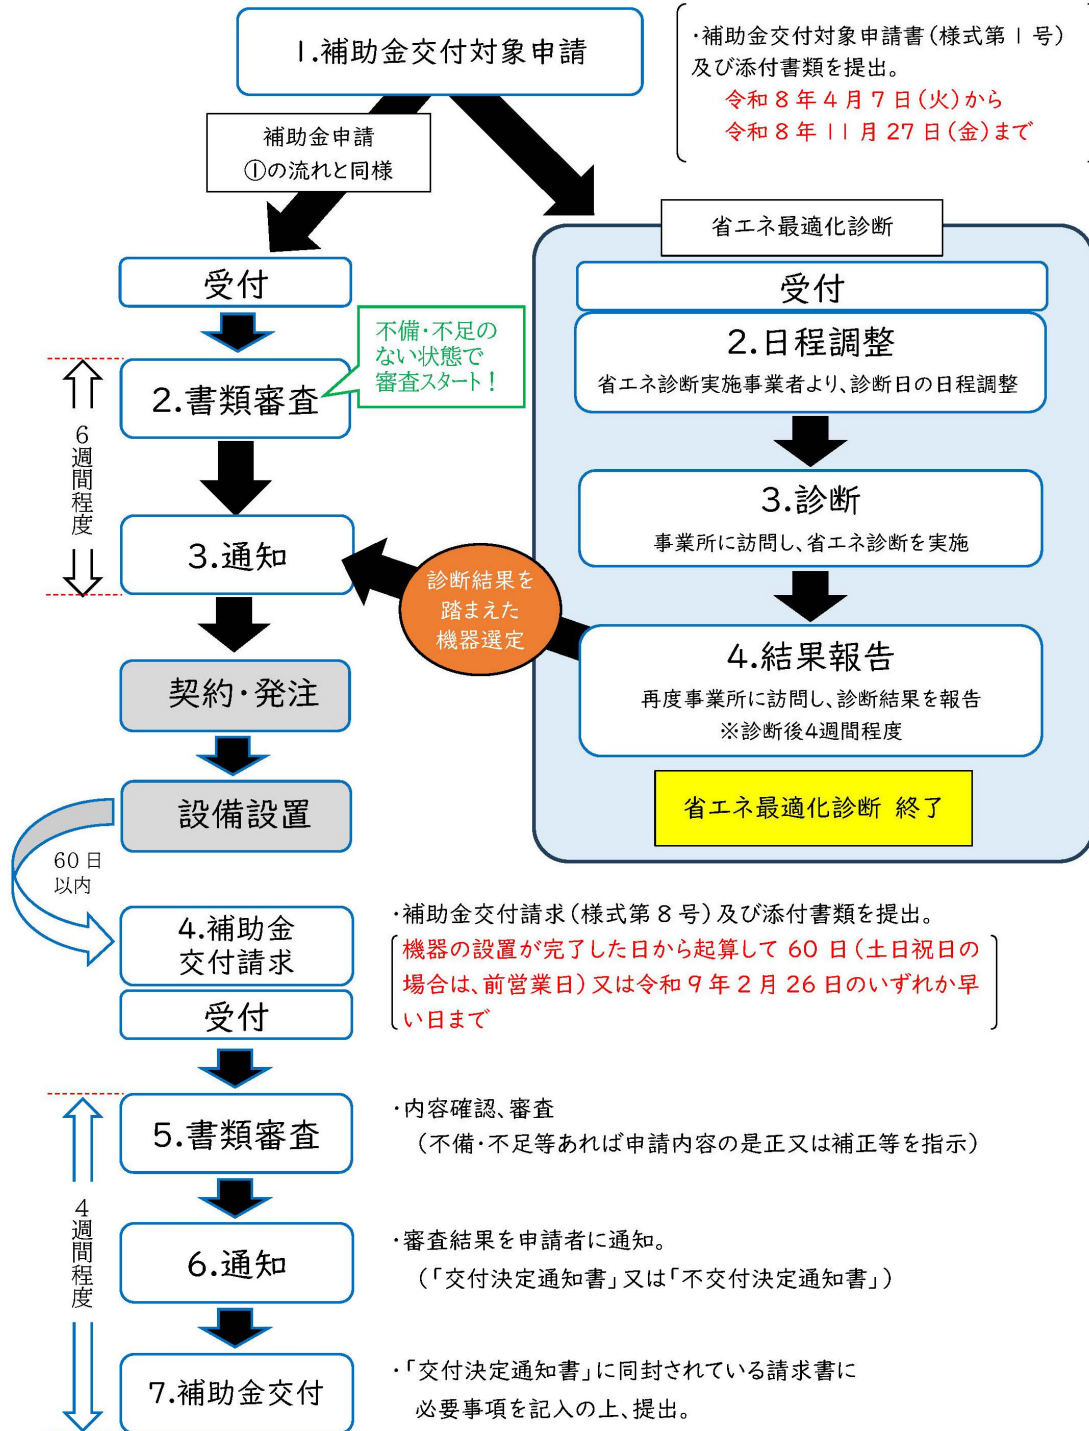 1.補助金交付対象申請
・補助金交付対象申請書(様式第1号)
及び添付書類を提出。
令和8年4月7日(火)から
令和8年11月27日(金)まで
補助金申請
①の流れと同様
受付
2.書類審査
不備・不足の
ない状態で
審査スタート!
6週間程度
3.通知
契約・発注
設備設置
60日
以内
省エネ最適化診断
受付
2.日程調整
省エネ診断実施事業者より、診断日の日程調整
3.診断
事業所に訪問し、省エネ診断を実施
4.結果報告
再度事業所に訪問し、診断結果を報告
※診断後4週間程度
省エネ最適化診断 終了
診断結果を
踏まえた
機器選定
4.補助金
交付請求
受付
・補助金交付請求(様式第8号)及び添付書類を提出。
機器の設置が完了した日から起算して60日(土日祝日の
場合は、前営業日)又は令和9年2月26日のいずれか早
い日まで
4週間程度
5.書類審査
・内容確認、審査
(不備・不足等あれば申請内容の是正又は補正等を指示)
6.通知
・審査結果を申請者に通知。
(「交付決定通知書」又は「不交付決定通知書」)
7.補助金交付
・「交付決定通知書」に同封されている請求書に
必要事項を記入の上、提出。